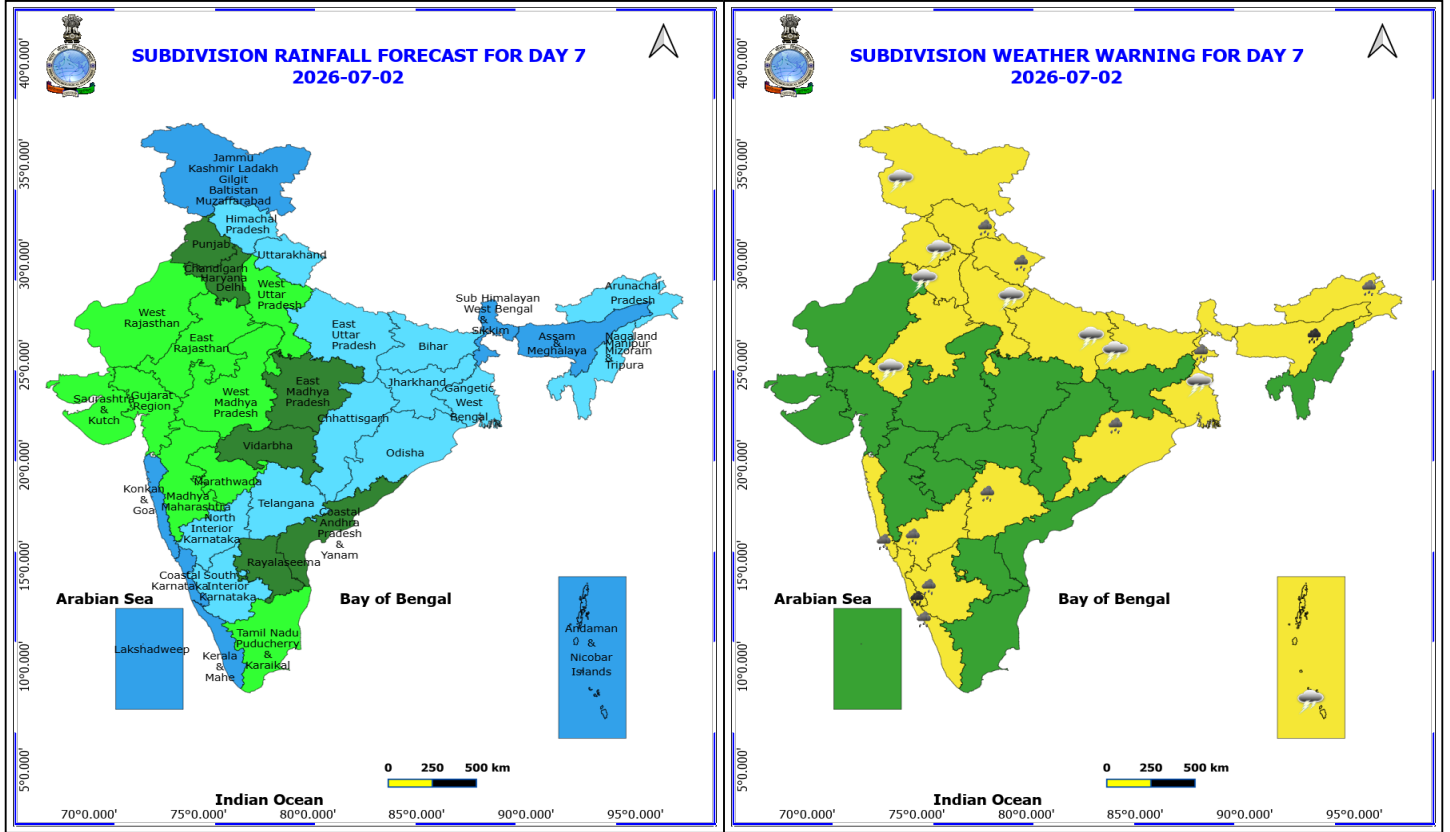 SUBDIVISION RAINFALL FORECAST FOR DAY 7
2026-07-02
40°0.000'
35°0.000'
30°0.000'
25°0.000'
20°0.000'
15°0.000'
10°0.000'
5°0.000'
Jammu
Kashmir Ladakh
Gilgit
Baltistan
Muzaffarabad
Himachal
Pradesh
Punjab
Uttarakhand
Chandigarh
Haryana
Delhi
West
Uttar
Pradesh
Arunachal
Pradesh
Sub Himalayan
West Bengal
&
Sikkim
West
Rajasthan
East
Rajasthan
East
Uttar
Pradesh
Bihar
Assam
&
Meghalaya
Nagaland
Manipur
Mizoram
&
Tripura
Saurashtra
&
Kutch
Gujarat
Region
West
Madhya
Pradesh
East
Madhya
Pradesh
Jharkhand
Gangetic
West
Bengal
Chhattisgarh
Vidarbha
Odisha
Konkan
&
Goa
Marathwada
Madhya
Maharashtra
Telangana
North
Interior
Karnataka
Coastal
Andhra
Pradesh
&
Yanam
Rayalaseema
Coastal
Karnataka
South
Interior
Karnataka
Arabian Sea
Bay of Bengal
Lakshadweep
Tamil Nadu
Puducherry
&
Karaikal
Kerala
&
Mahe
Andaman
&
Nicobar
Islands
0 250 500 km
Indian Ocean
70°0.000' 75°0.000' 80°0.000' 85°0.000' 90°0.000' 95°0.000'
SUBDIVISION WEATHER WARNING FOR DAY 7
2026-07-02
40°0.000'
35°0.000'
30°0.000'
25°0.000'
20°0.000'
15°0.000'
10°0.000'
5°0.000'
Arabian Sea
Bay of Bengal
0 250 500 km
Indian Ocean
70°0.000' 75°0.000' 80°0.000' 85°0.000' 90°0.000' 95°0.000'